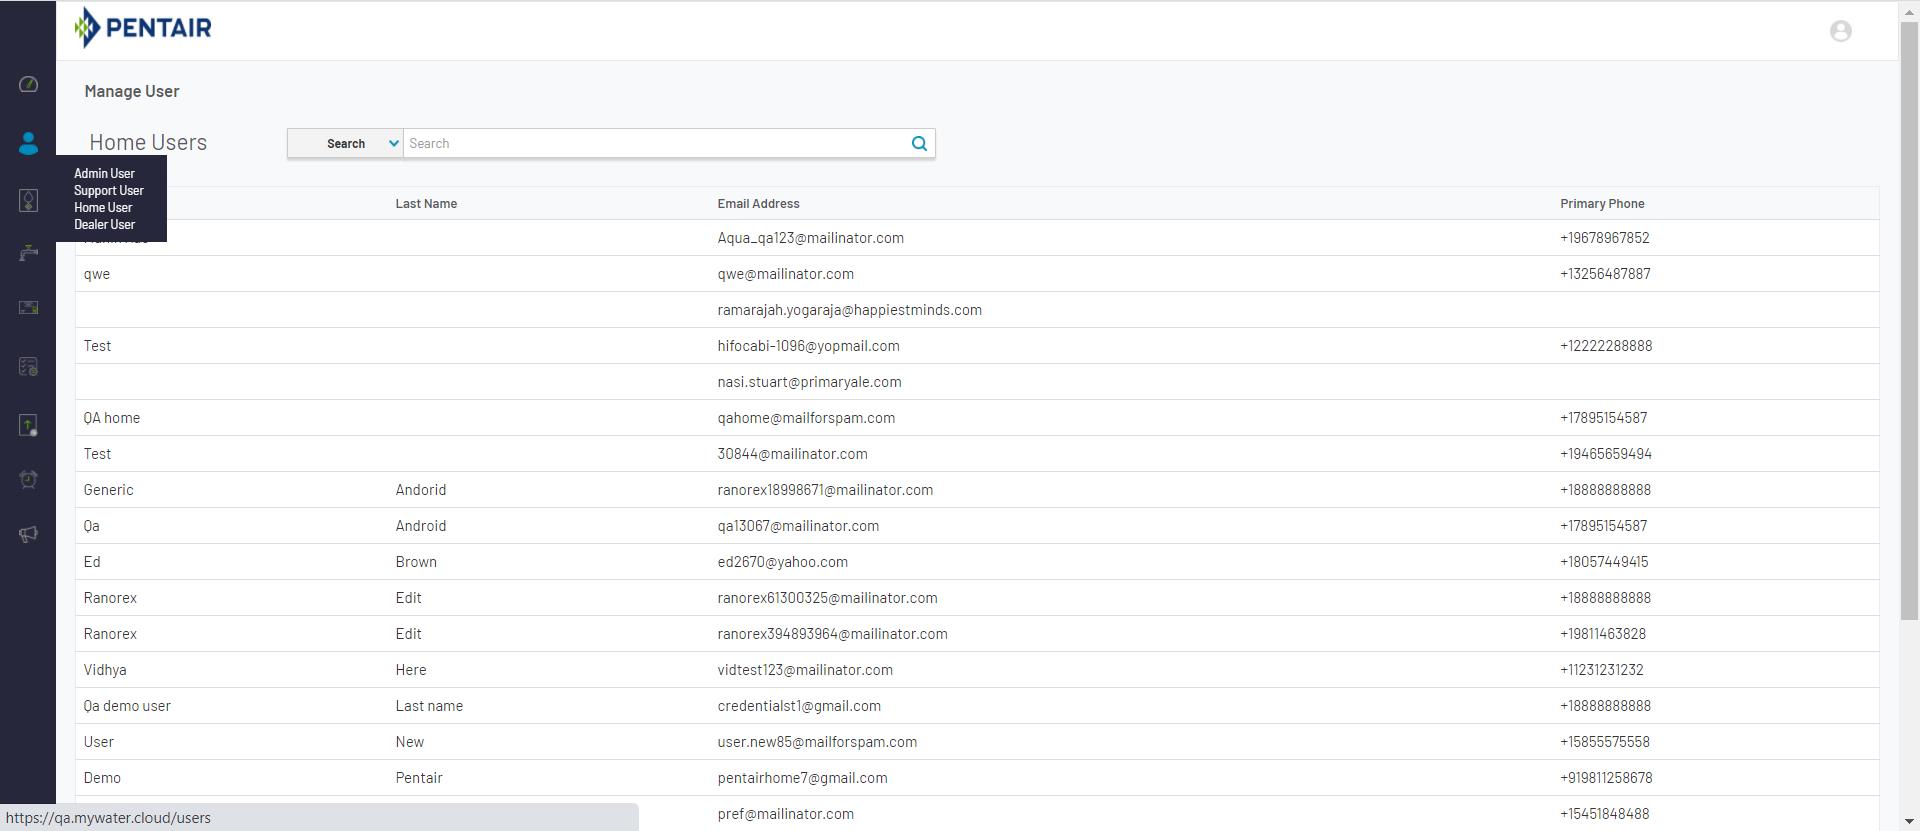 PENTAIR
Manage User
Home Users
Search Search
Admin User
Support User
Home User
Dealer User
Last Name Email Address Primary Phone
Aqua_qa123@mailinator.com +19678967852
qwe qwe@mailinator.com +13256487887
ramarajah.yogaraja@happiestminds.com
Test hifocabi-1096@yopmail.com +12222288888
nasi.stuart@primaryale.com
QA home qahome@mailforspam.com +17895154587
Test 30844@mailinator.com +19465659494
Generic Andorid ranorex18998671@mailinator.com +18888888888
Qa Android qa13067@mailinator.com +17895154587
Ed Brown ed2670@yahoo.com +18057449415
Ranorex Edit ranorex61300325@mailinator.com +18888888888
Ranorex Edit ranorex394893964@mailinator.com +19811463828
Vidhya Here vidtest123@mailinator.com +11231231232
Qa demo user Last name credentialst1@gmail.com +18888888888
User New user.new85@mailforspam.com +15855575558
Demo Pentair pentairhome7@gmail.com +919811258678
pref@mailinator.com +15451848488
https://qa.mywater.cloud/users